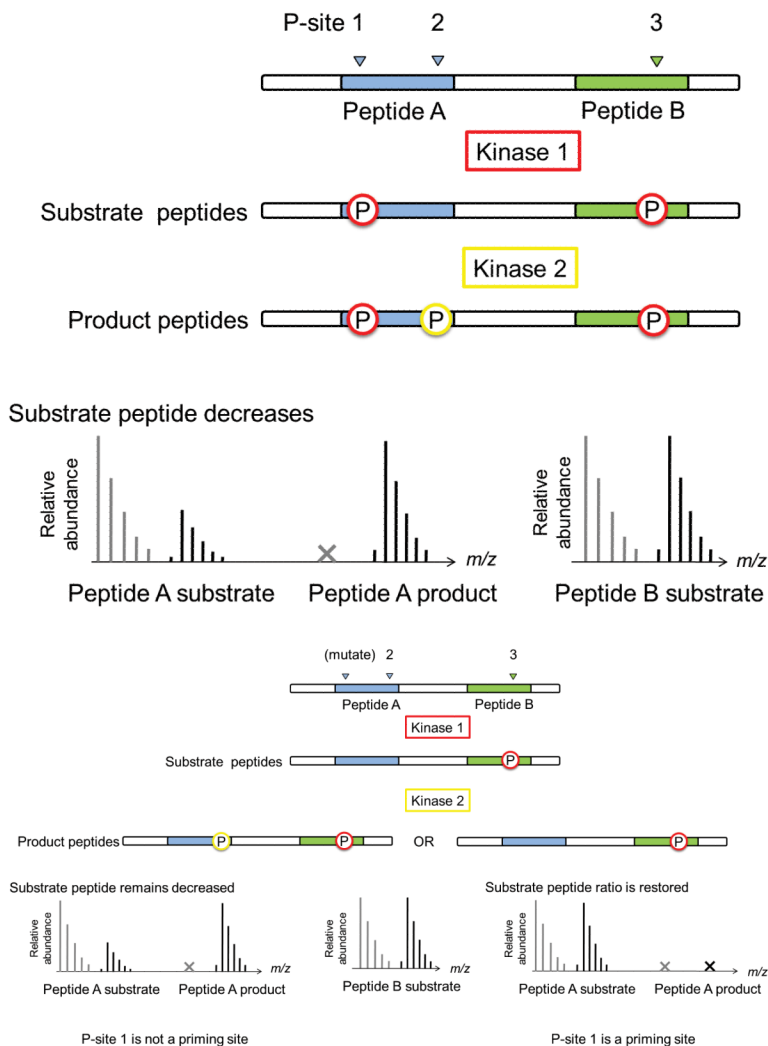 P-site 1 2 3
Peptide A Peptide B
Kinase 1
Substrate peptides P P
Kinase 2
Product peptides P P P
Substrate peptide decreases
Relative abundance
Relative abundance
m/z
m/z
Peptide A substrate Peptide A product Peptide B substrate
(mutate) 2 3
Peptide A Peptide B
Kinase 1
Substrate peptides P
Kinase 2
Product peptides P P OR P
Substrate peptide remains decreased Substrate peptide ratio is restored
Relative abundance
Relative abundance
Relative abundance
m/z
m/z
m/z
Peptide A substrate Peptide A product Peptide B substrate Peptide A substrate Peptide A product
P-site 1 is not a priming site P-site 1 is a priming site